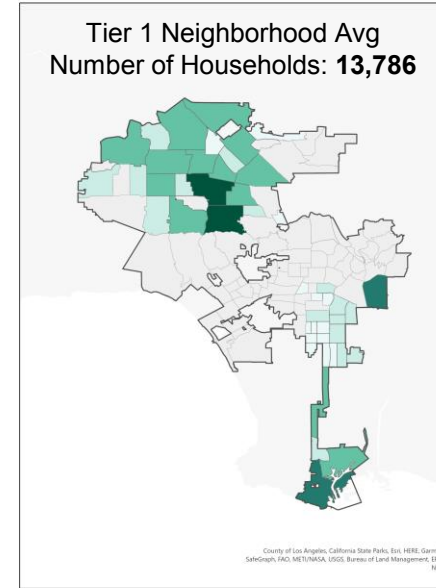 Tier 1 Neighborhood Avg
Number of Households: 13,786
County of Los Angeles, California State Parks, Esri, HERE, Garm
SafeGraph, FAO, METI/NASA, USGS, Bureau of Land Management, E
N